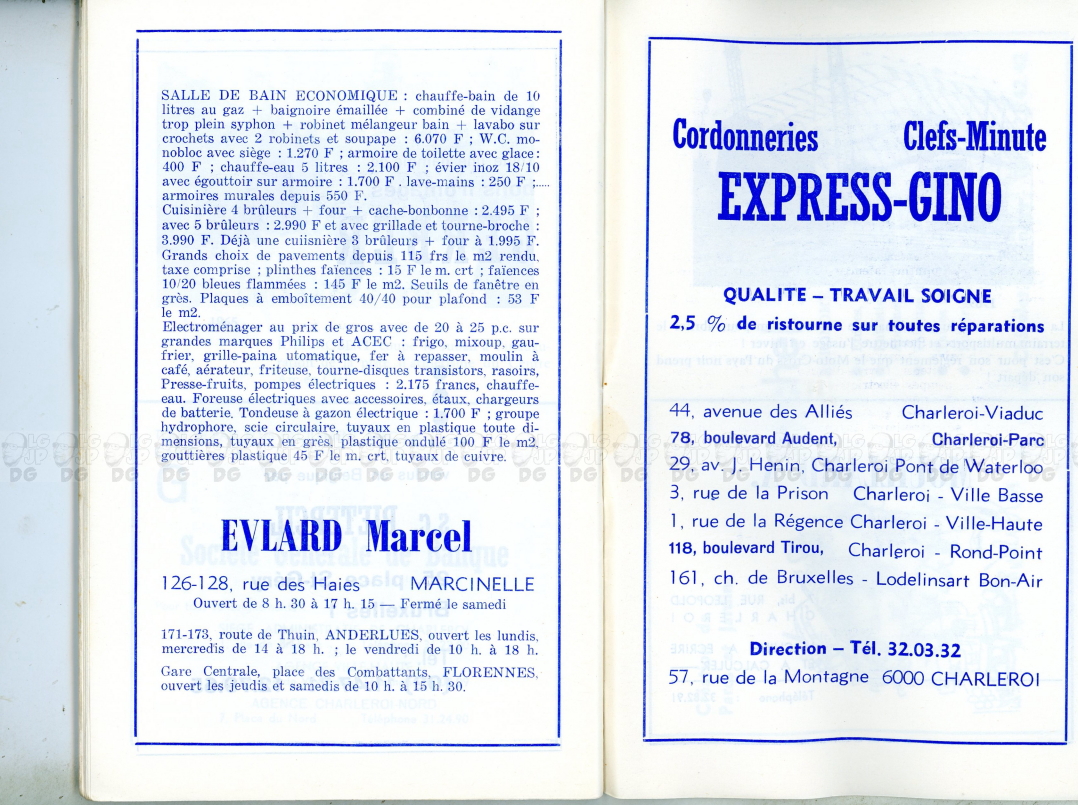 SALLE DE BAIN ECONOMIQUE : chauffe-bain de 10
litres au gaz + baignoire émaillée + combiné de vidange
trop plein syphon + robinet mélangeur bain + lavabo sur
crochets avec 2 robinets et soupape : 6.070 F ; W.C. mo-
nobloc avec siège : 1.270 F ; armoire de toilette avec glace :
400 F ; chauffe-eau 5 litres : 2.100 F ; évier inoz 18/10
avec égouttoir sur armoire : 1.700 F . lave-mains : 250 F ;.....
armoires murales depuis 550 F.
Cuisinière 4 brûleurs + four + cache-bonbonne : 2.495 F ;
avec 5 brûleurs : 2.990 F et avec grillade et tourne-broche :
3.990 F. Déjà une cuiisnière 3 brûleurs + four à 1.995 F.
Grands choix de pavements depuis 115 frs le m2 rendu,
taxe comprise ; plinthes faïences : 15 F le m. crt ; faïences
10/20 bleues flammées : 145 F le m2. Seuils de fanêtre en
grès. Plaques à emboîtement 40/40 pour plafond : 53 F
le m2.
Electroménager au prix de gros avec de 20 à 25 p.c. sur
grandes marques Philips et ACEC : frigo, mixoup, gau-
frier, grille-paina utomatique, fer à repasser, moulin à
café, aérateur, friteuse, tourne-disques transistors, rasoirs,
Presse-fruits, pompes électriques : 2.175 francs, chauffe-
eau. Foreuse électriques avec accessoires, étaux, chargeurs
de batterie, Tondeuse à gazon électrique : 1.700 F ; groupe
hydrophore, scie circulaire, tuyaux en plastique toute di-
mensions, tuyaux en grès, plastique ondulé 100 F le m2,
gouttières plastique 45 F le m. crt, tuyaux de cuivre.
EVLARD Marcel
126-128, rue des Haies MARCINELLE
Ouvert de 8 h. 30 à 17 h. 15 — Fermé le samedi
171-173, route de Thuin, ANDERLUES, ouvert les lundis,
mercredis de 14 à 18 h. ; le vendredi de 10 h. à 18 h.
Gare Centrale, place des Combattants, FLORENNES,
ouvert les jeudis et samedis de 10 h. à 15 h. 30.
Cordonneries Clefs-Minute
EXPRESS-GINO
QUALITE – TRAVAIL SOIGNE
2,5 % de ristourne sur toutes réparations
44, avenue des Alliés Charleroi-Viaduc
78, boulevard Audent, Charleroi-Parc
29, av. J. Henin, Charleroi Pont de Waterloo
3, rue de la Prison Charleroi - Ville Basse
1, rue de la Régence Charleroi - Ville-Haute
118, boulevard Tirou, Charleroi - Rond-Point
161, ch. de Bruxelles - Lodelinsart Bon-Air
Direction – Tél. 32.03.32
57, rue de la Montagne 6000 CHARLEROI